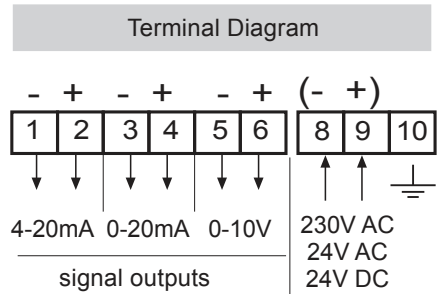 Terminal Diagram
- + - + - + (- +)
1 2 3 4 5 6 8 9 10
4-20mA 0-20mA 0-10V 230V AC
24V AC
signal outputs 24V DC